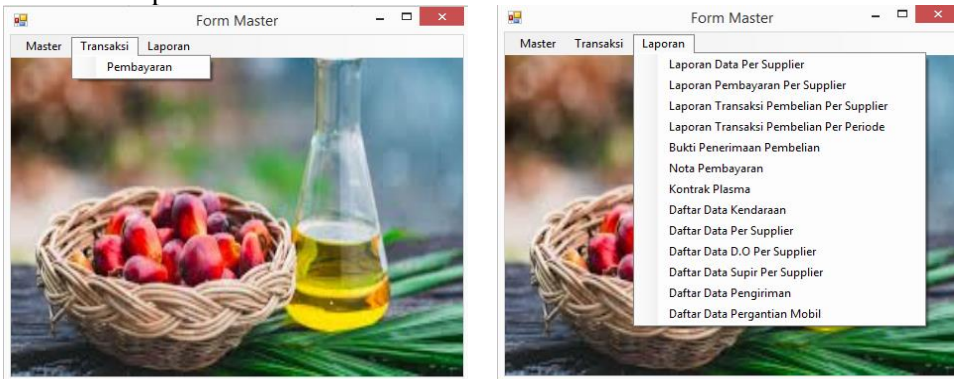 Form Master
Master Transaksi Laporan
Pembayaran
Form Master
Master Transaksi Laporan
Laporan Data Per Supplier
Laporan Pembayaran Per Supplier
Laporan Transaksi Pembelian Per Supplier
Laporan Transaksi Pembelian Per Periode
Bukti Penerimaan Pembelian
Nota Pembayaran
Kontrak Plasma
Daftar Data Kendaraan
Daftar Data Per Supplier
Daftar Data D.O Per Supplier
Daftar Data Supir Per Supplier
Daftar Data Pengiriman
Daftar Data Pergantian Mobil